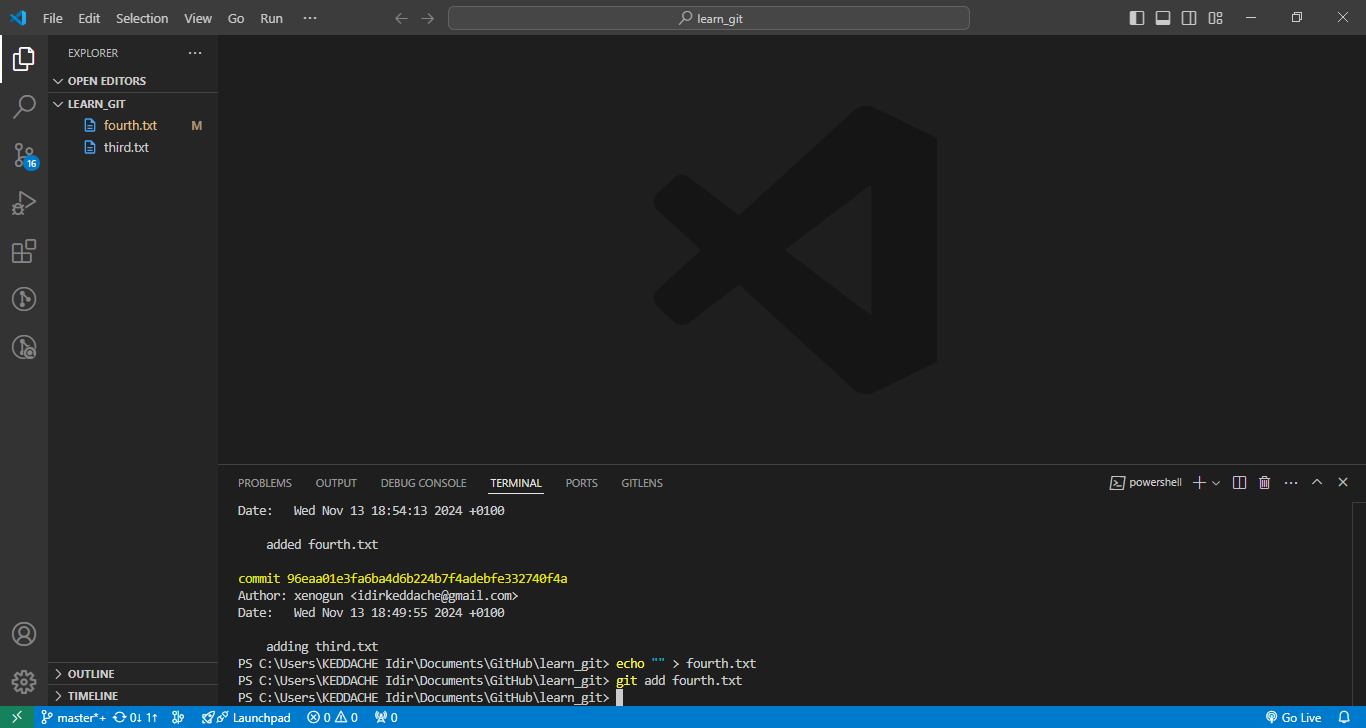 File Edit Selection View Go Run ···
learn_git
EXPLORER ···
OPEN EDITORS
LEARN_GIT
fourth.txt M
third.txt
16
OUTLINE
TIMELINE
PROBLEMS OUTPUT DEBUG CONSOLE TERMINAL PORTS GITLENS
powershell
Date:   Wed Nov 13 18:54:13 2024 +0100
added fourth.txt
commit 96eaa01e3fa6ba4d6b224b7f4adebfe332740f4a
Author: xenogun <idirkeddache@gmail.com>
Date:   Wed Nov 13 18:49:55 2024 +0100
adding third.txt
PS C:\Users\KEDDACHE Idir\Documents\GitHub\learn_git> echo "" > fourth.txt
PS C:\Users\KEDDACHE Idir\Documents\GitHub\learn_git> git add fourth.txt
PS C:\Users\KEDDACHE Idir\Documents\GitHub\learn_git>
master*+ 0↓ 1↑ Launchpad 0 0 0 Go Live